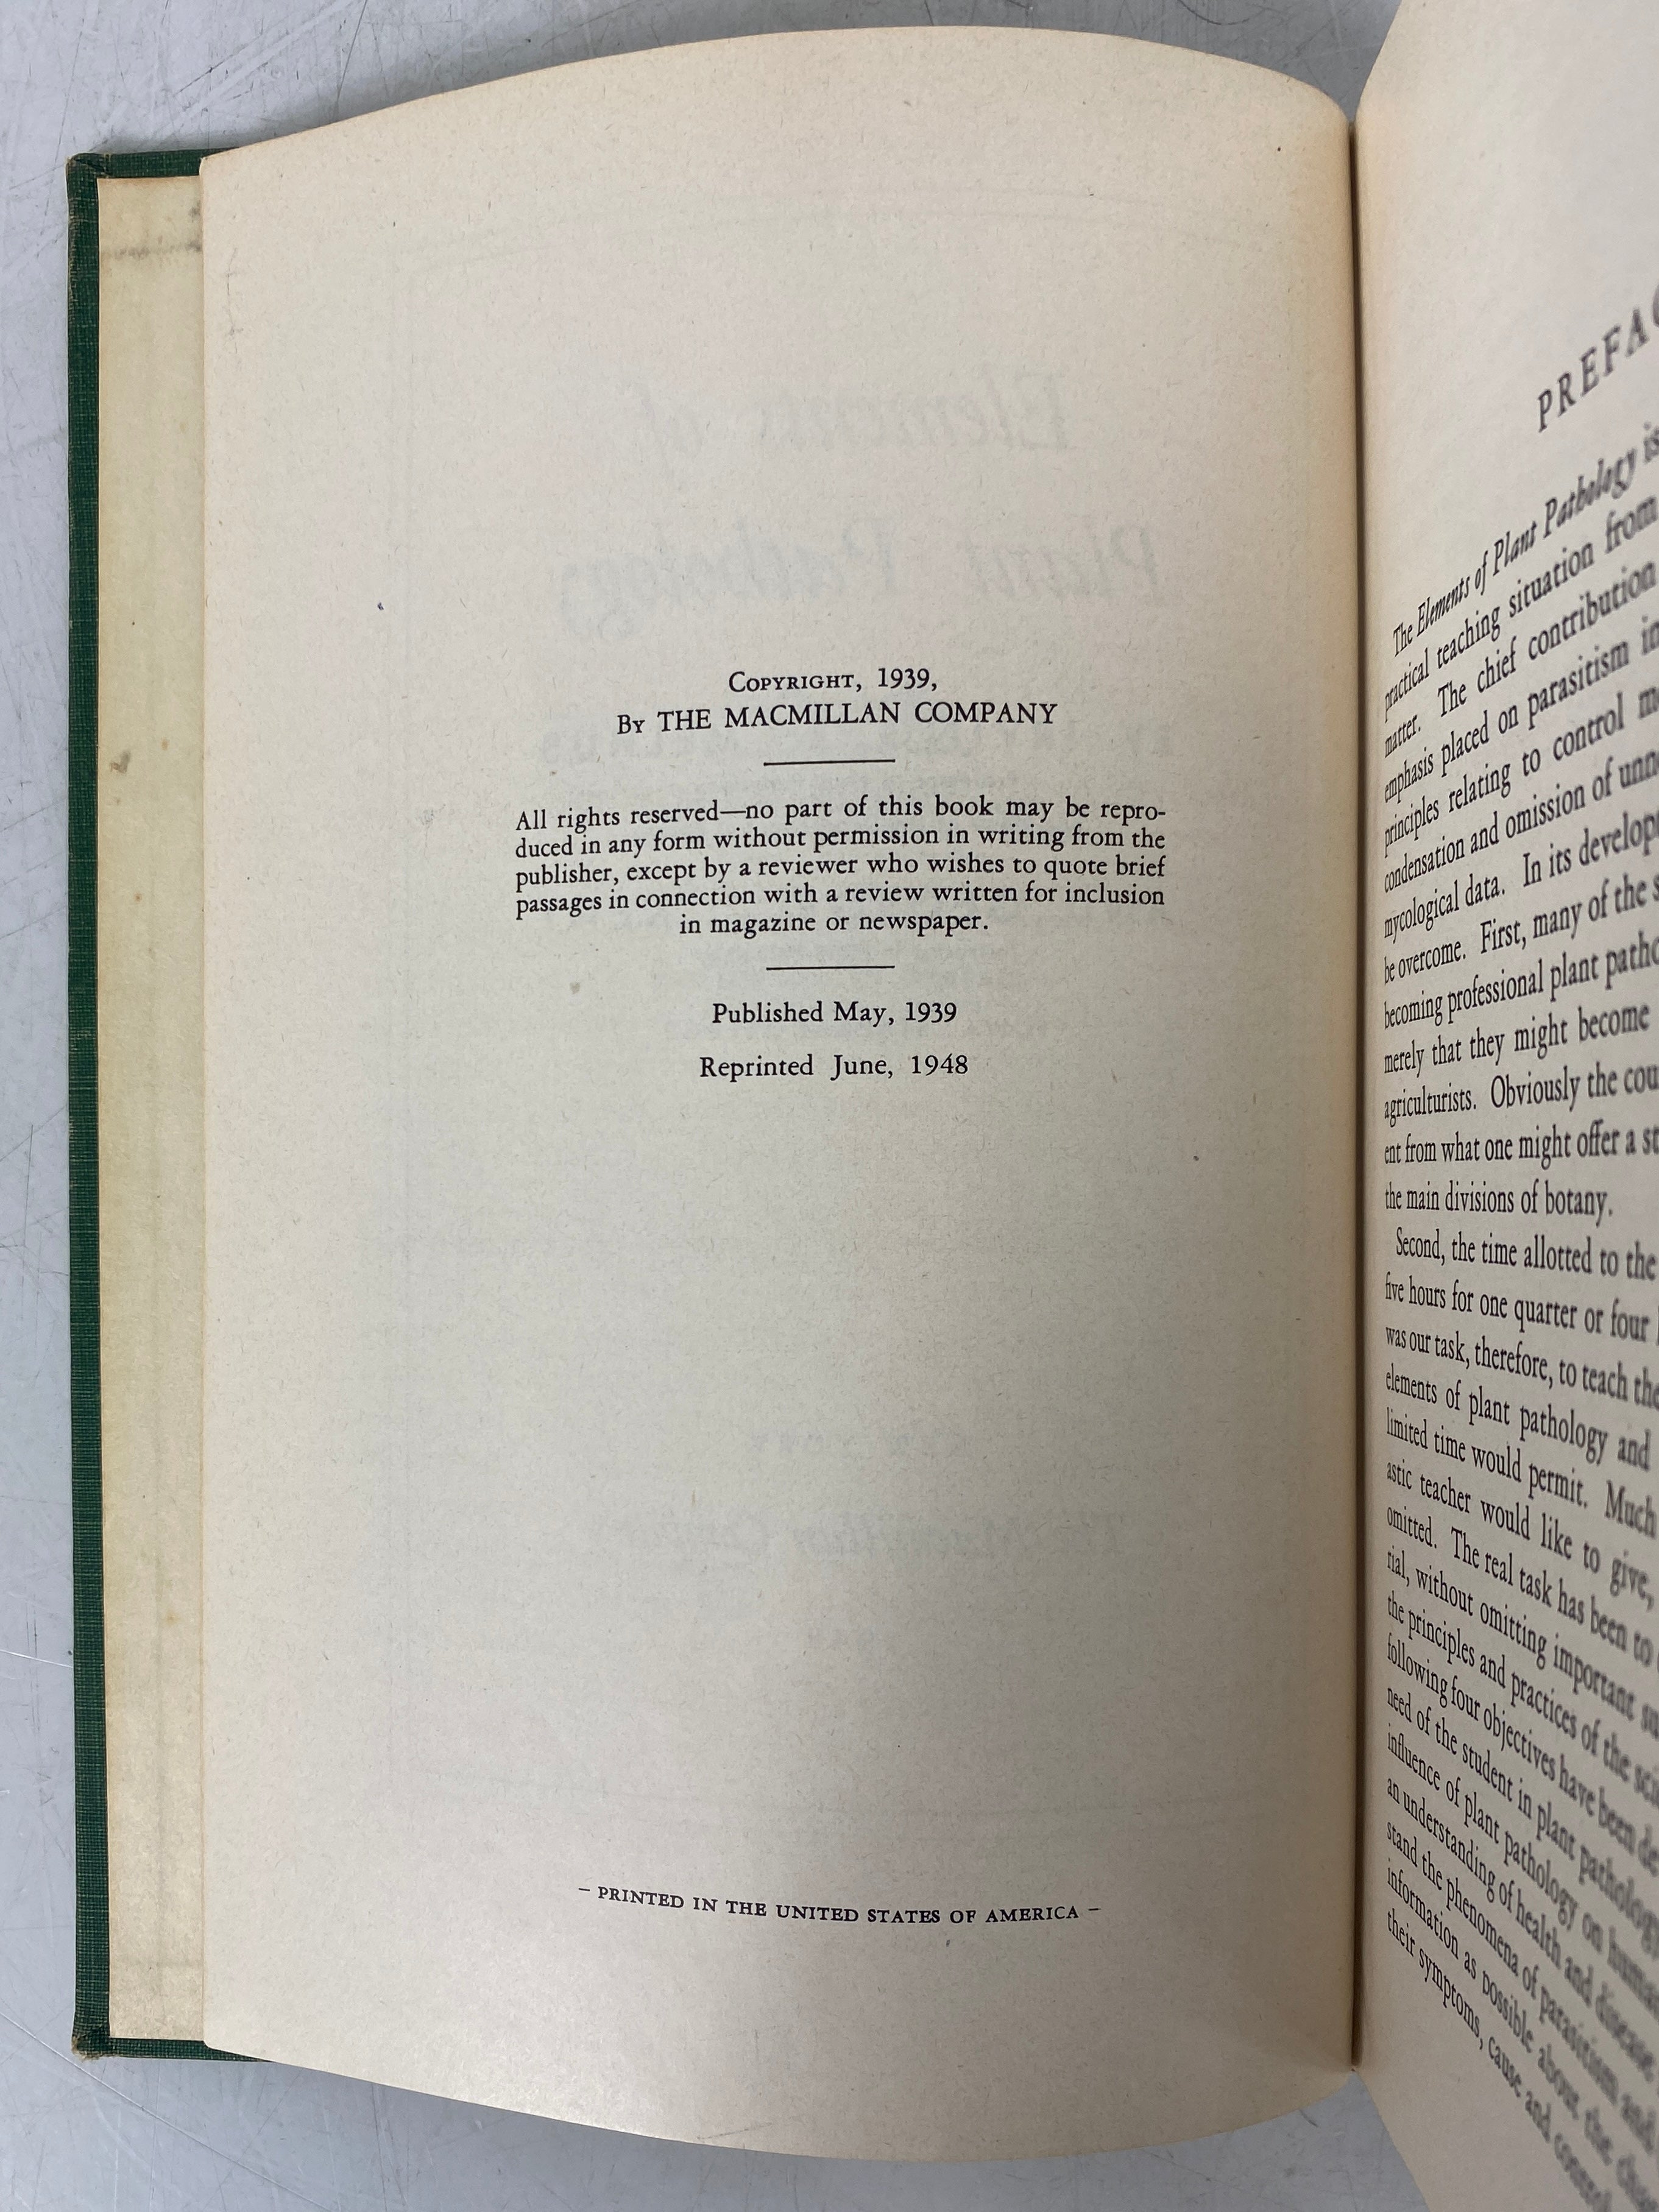 COPYRIGHT, 1939,
BY THE MACMILLAN COMPANY
All rights reserved—no part of this book may be repro-
duced in any form without permission in writing from the
publisher, except by a reviewer who wishes to quote brief
passages in connection with a review written for inclusion
in magazine or newspaper.
Published May, 1939
Reprinted June, 1948
– PRINTED IN THE UNITED STATES OF AMERICA –
The Elements of Plant Pathology is
practical teaching situation from
matter. The chief contribution
emphasis placed on parasitism in
principles relating to control
condensation and omission of
mycological data. In its
be overcome. First, many of the
becoming professional plant
merely that they might become
agriculturists. Obviously the
ent from what one might offer a
the main divisions of botany.
Second, the time allotted to the
five hours for one quarter or four
was our task, therefore, to teach the
elements of plant pathology and
limited time would permit. Much
astic teacher would like to give,
omitted. The real task has been to
rial, without omitting important
the principles and practices of the
following four objectives have been
need of the student in plant pathology
influence of plant pathology on
an understanding of health and disease
stand the phenomena of parasitism and
information as possible about the
their symptoms, cause and